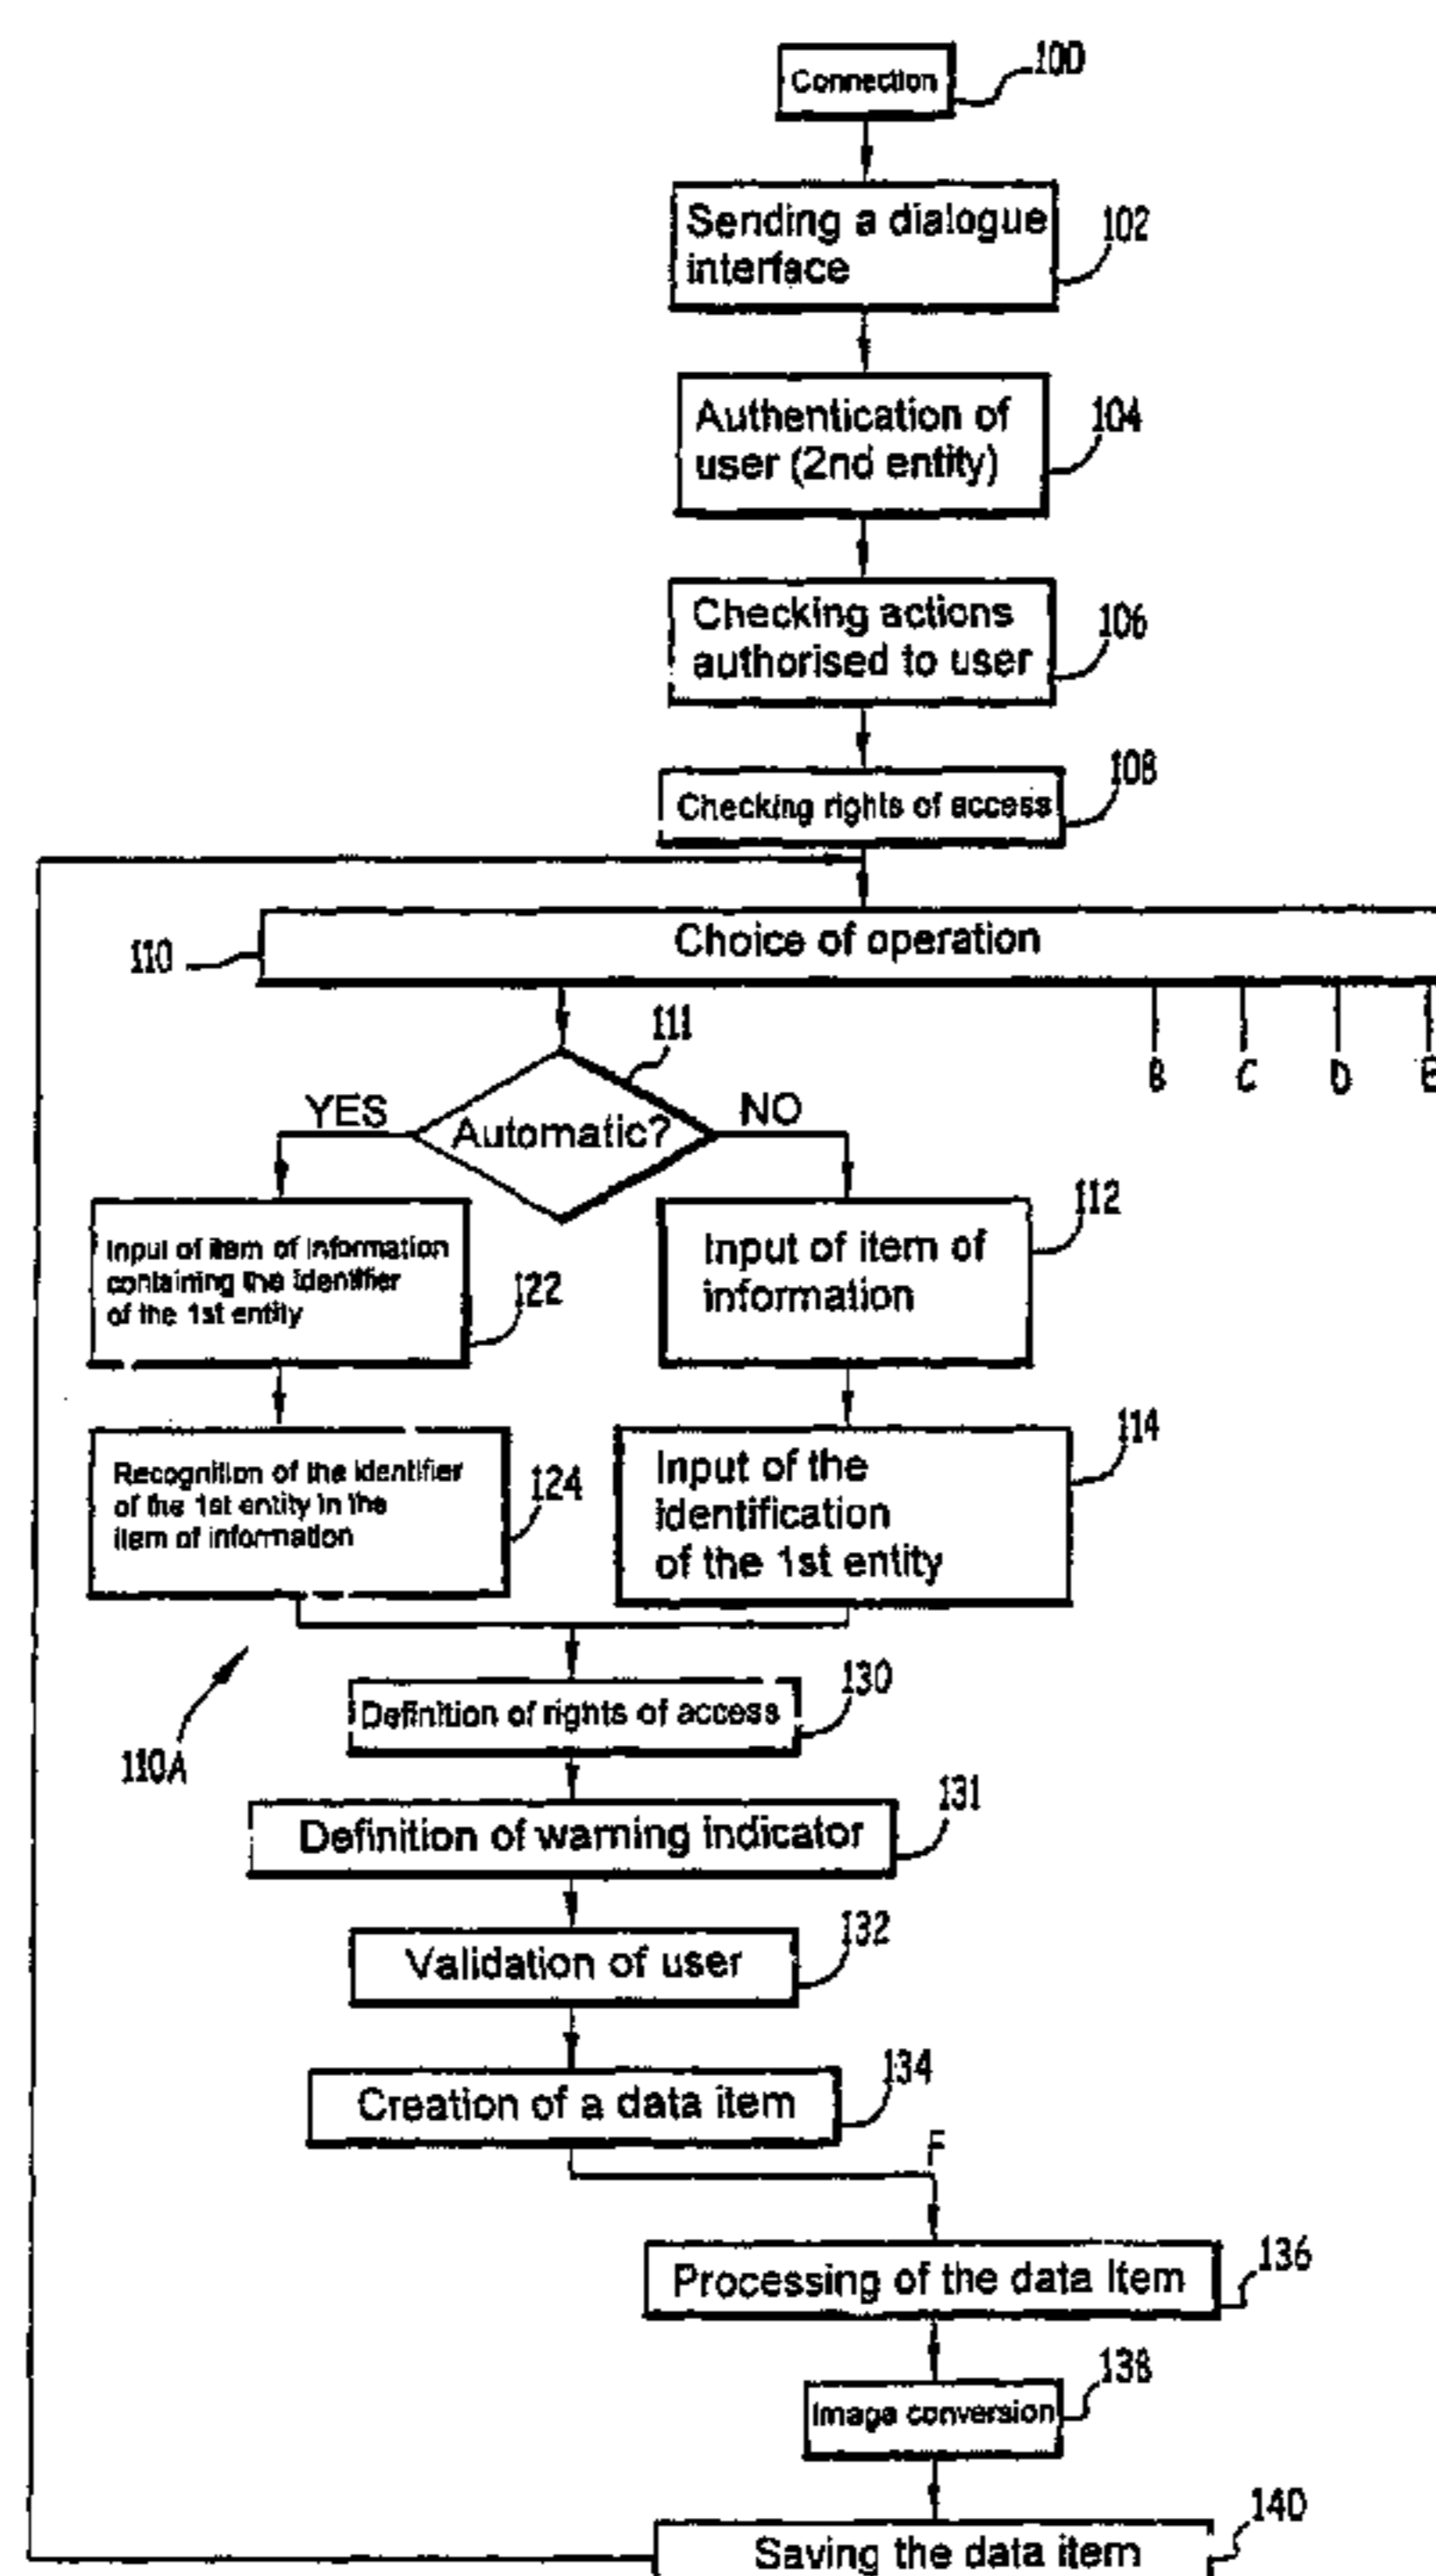 Connection
100
Sending a dialogue
interface
102
Authentication of
user (2nd entity)
104
Checking actions
authorised to user
106
Checking rights of access
108
110
Choice of operation
B
C
D
E
111
YES
Automatic?
NO
Input of item of information
containing the identifier
of the 1st entity
122
Input of item of
information
112
Recognition of the identifier
of the 1st entity in the
item of information
124
Input of the
identification
of the 1st entity
114
110A
Definition of rights of access
130
Definition of warning indicator
131
Validation of user
132
Creation of a data item
134
F
Processing of the data item
136
Image conversion
138
Saving the data item
140